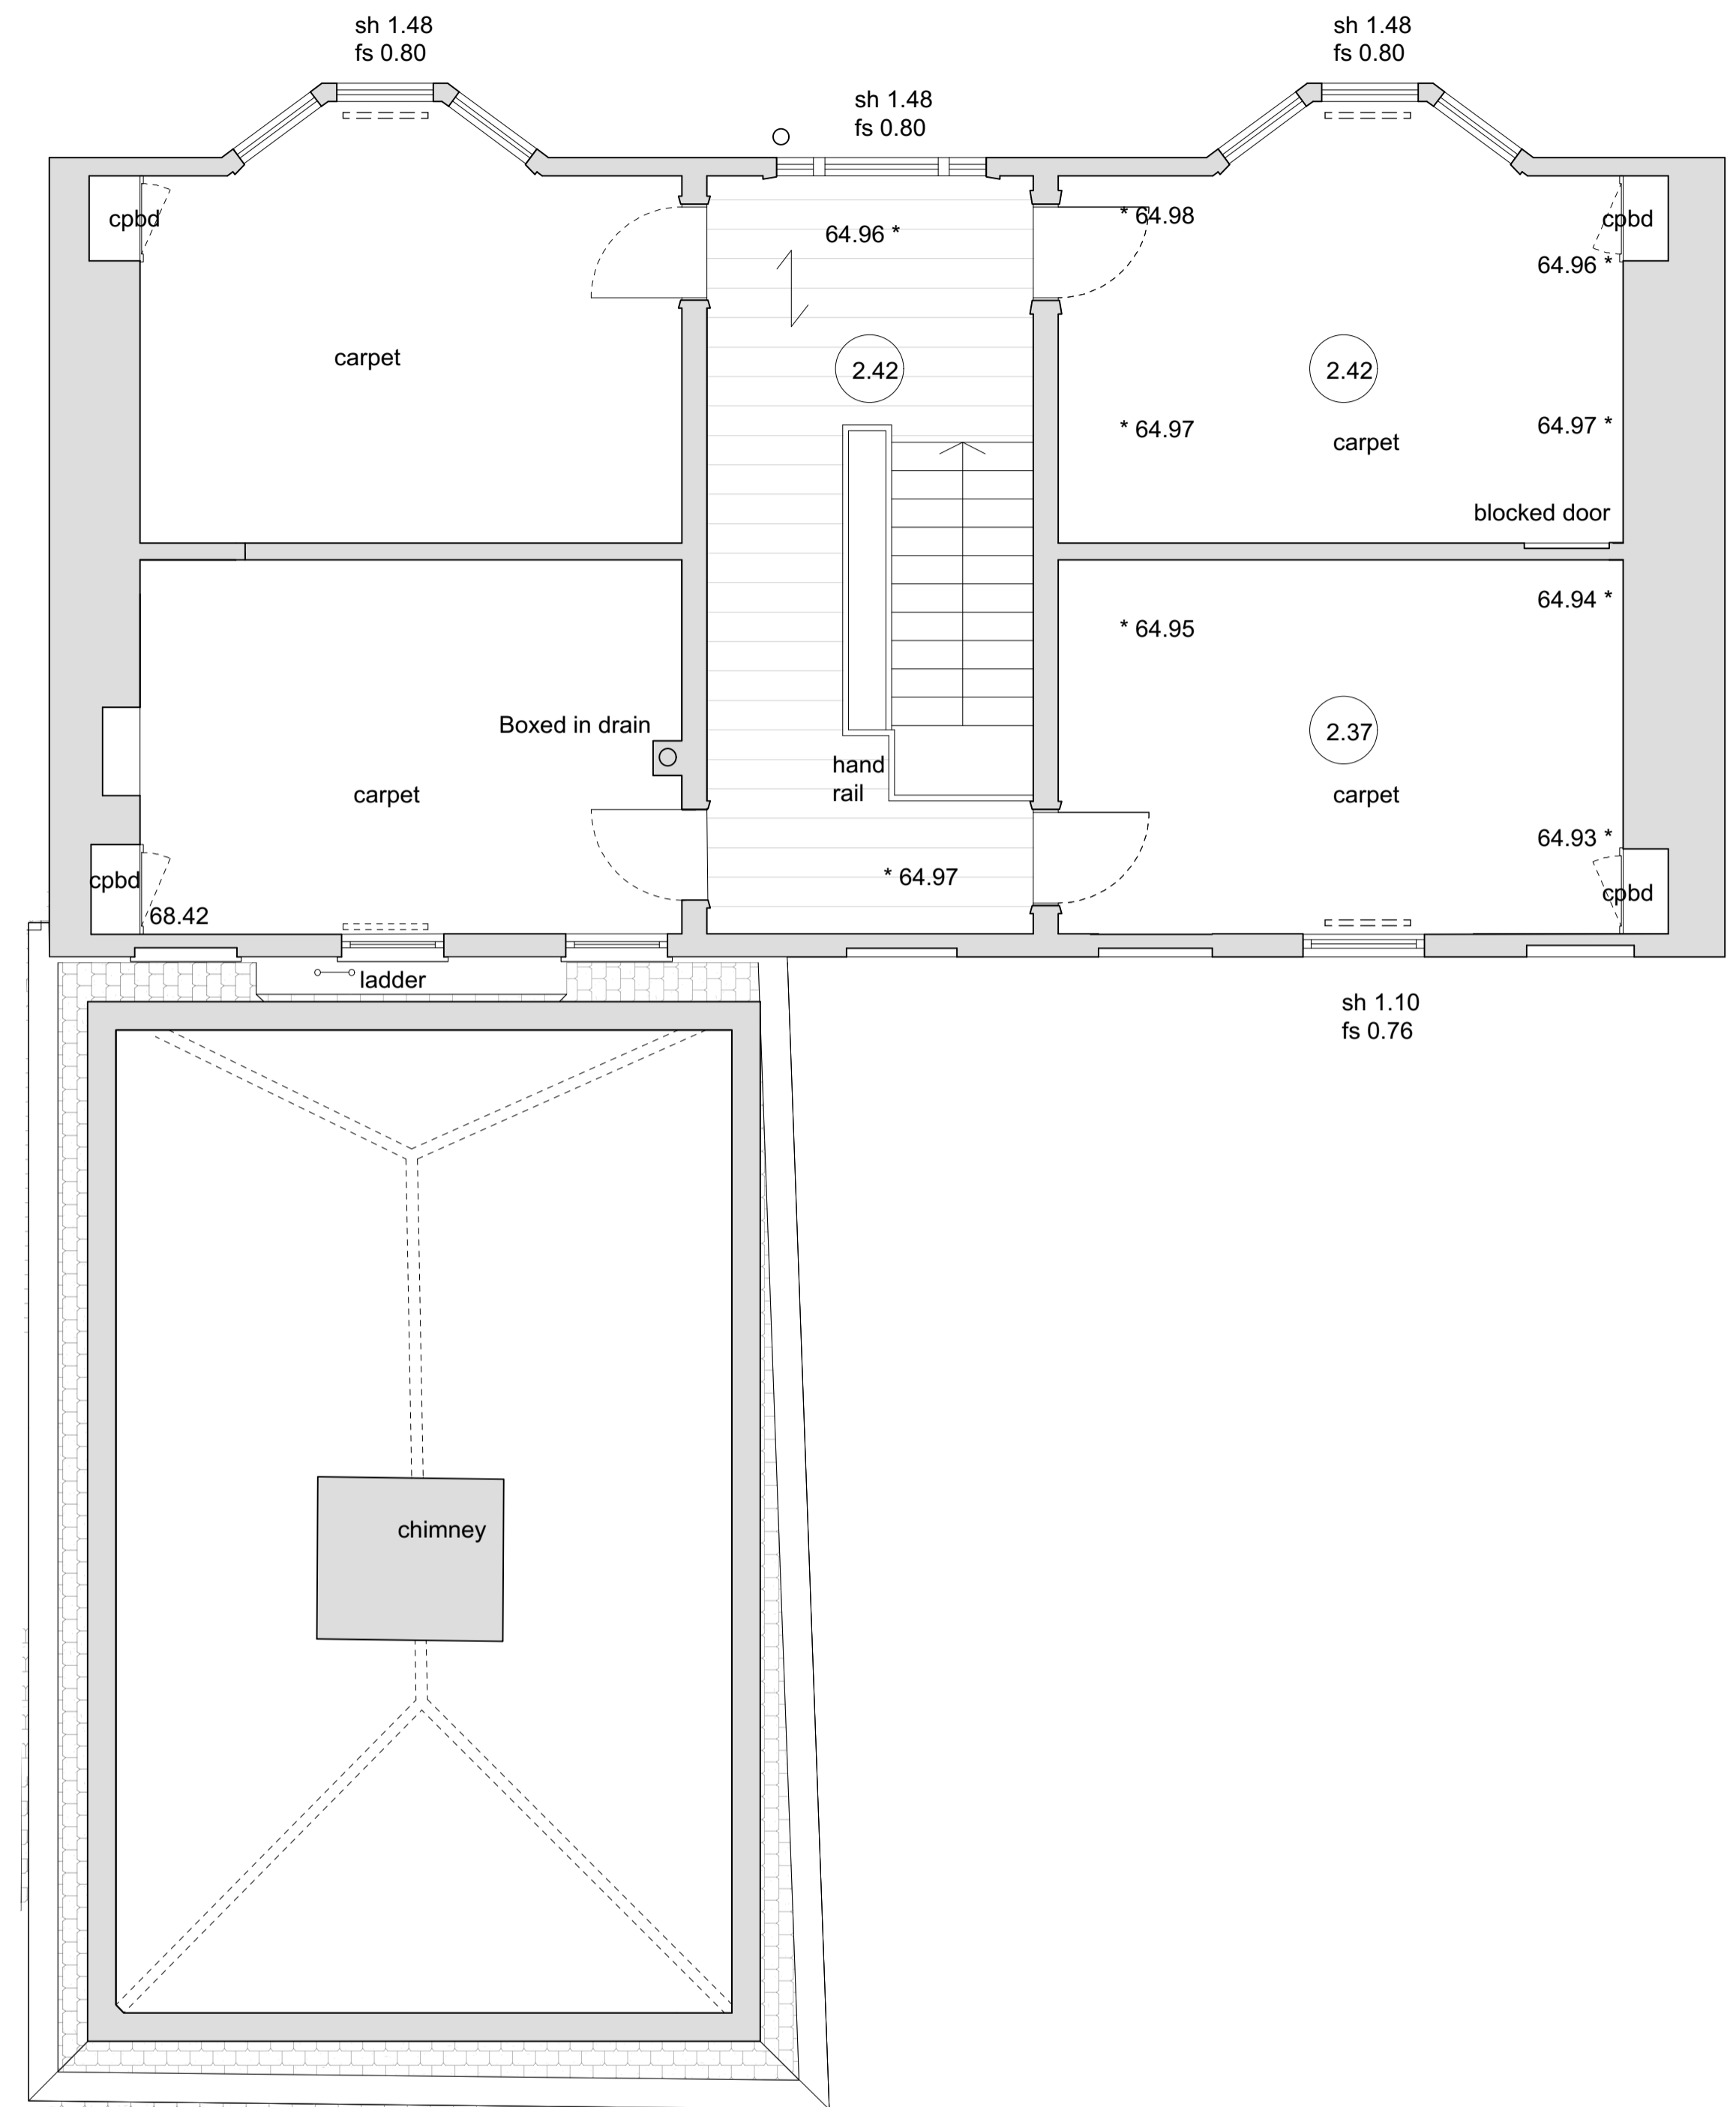 sh 1.48
fs 0.80
sh 1.48
fs 0.80
sh 1.48
fs 0.80
cpbd
64.96 *
* 64.98
cpbd
64.96 *
carpet
2.42
2.42
* 64.97
64.97 *
carpet
blocked door
64.94 *
* 64.95
Boxed in drain
2.37
hand
rail
carpet
carpet
64.93 *
cpbd
* 64.97
cpbd
68.42
ladder
sh 1.10
fs 0.76
chimney